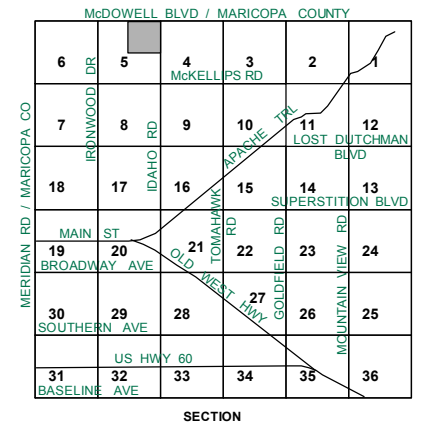 McDOWELL BLVD / MARICOPA COUNTY
6 5 4 3 2 1
McKELLIPS RD
MERIDIAN RD / MARICOPA CO
IRONWOOD DR
IDAHO RD
7 8 9 10 11 12
APACHE TRL
LOST DUTCHMAN
BLVD
18 17 16 15 14 13
SUPERSTITION BLVD
TOMAHAWK
RD
GOLDFIELD RD
MOUNTAIN VIEW RD
MAIN ST
19 20 21 22 23 24
BROADWAY AVE
OLD WEST HWY
30 29 28 27 26 25
SOUTHERN AVE
US HWY 60
31 32 33 34 35 36
BASELINE AVE
SECTION